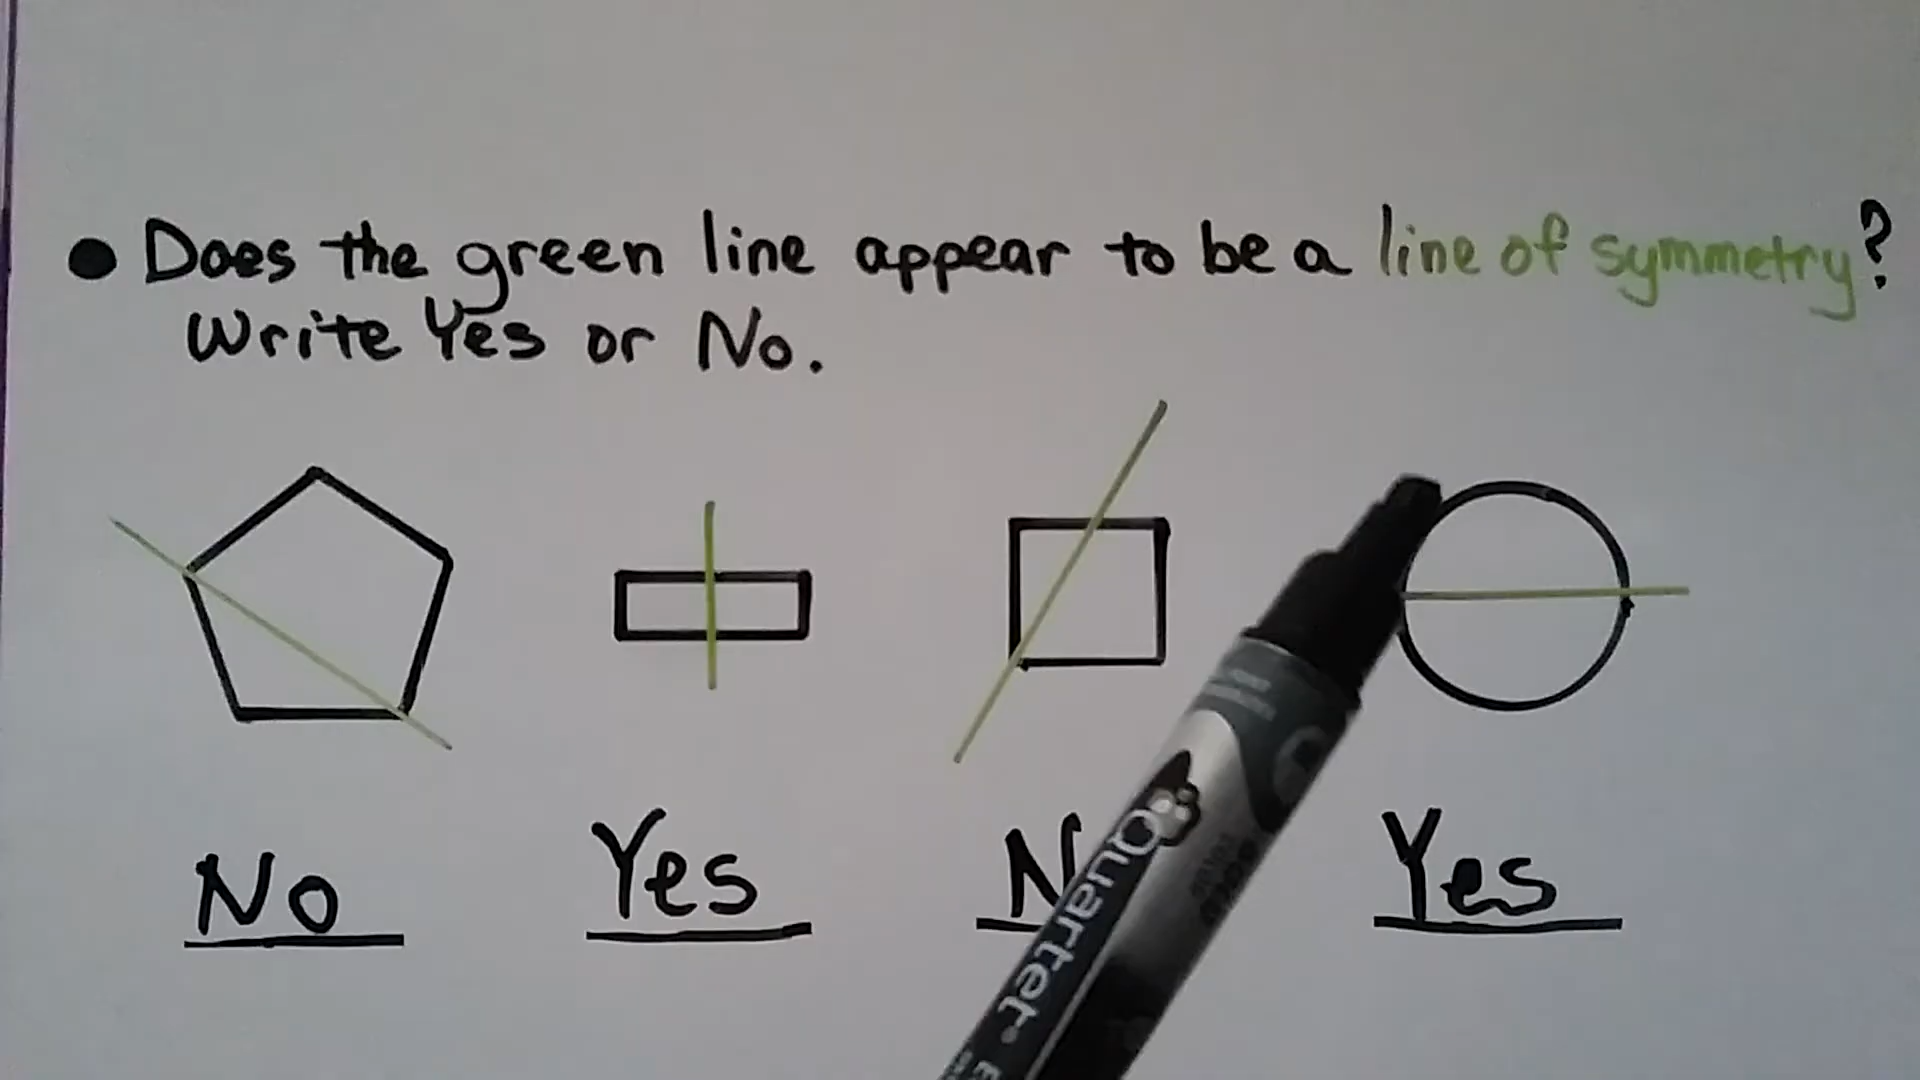 ● Does the green line appear to be a line of symmetry?
Write Yes or No.
No Yes N Yes
Quartet